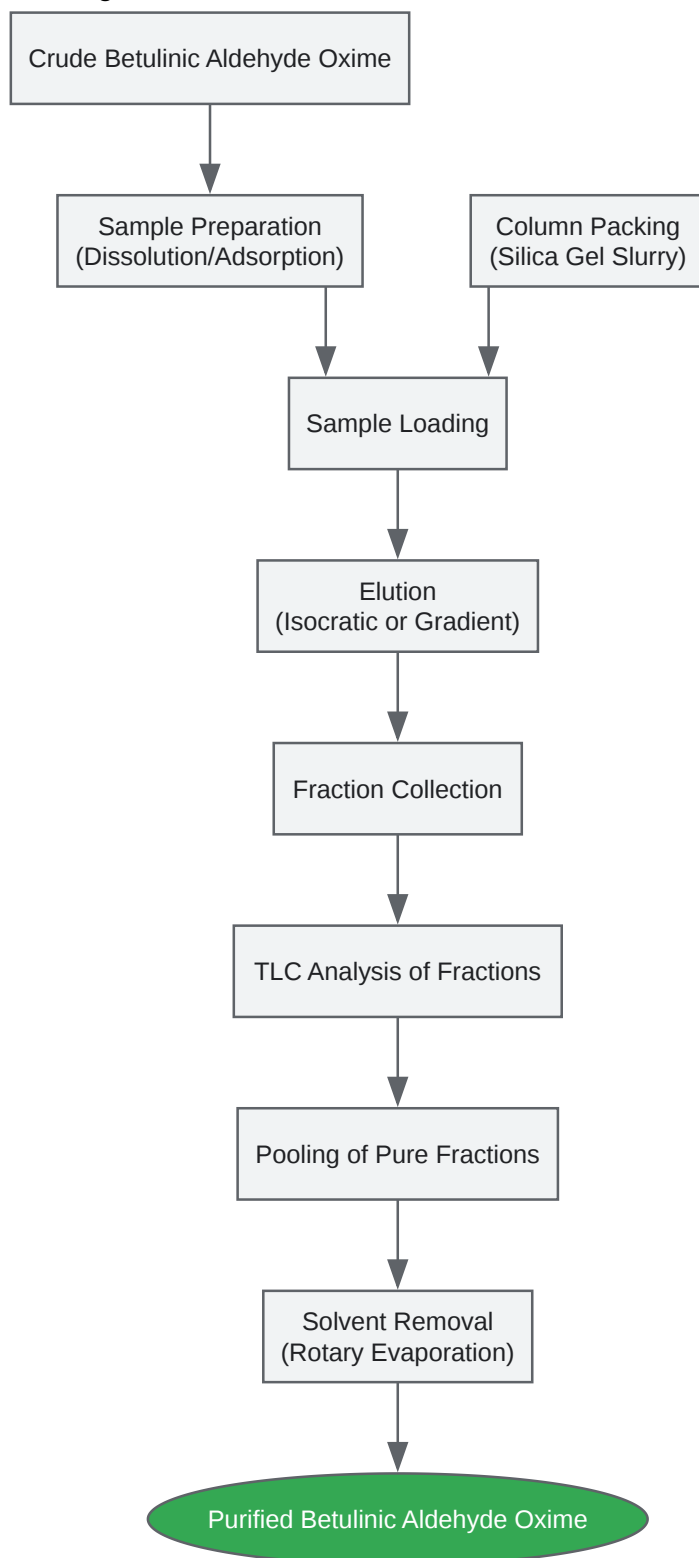 Crude Betulinic Aldehyde Oxime
Sample Preparation
(Dissolution/Adsorption)
Column Packing
(Silica Gel Slurry)
Sample Loading
Elution
(Isocratic or Gradient)
Fraction Collection
TLC Analysis of Fractions
Pooling of Pure Fractions
Solvent Removal
(Rotary Evaporation)
Purified Betulinic Aldehyde Oxime